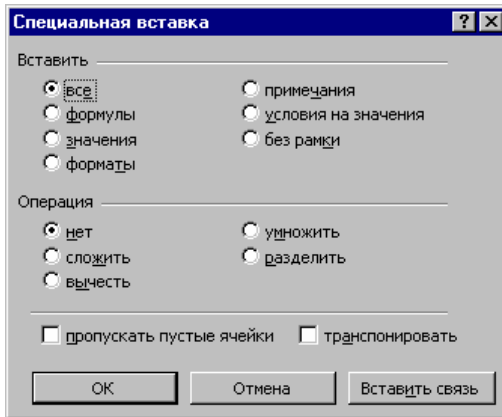 Специальная вставка
Вставить
все
примечания
формулы
условия на значения
значения
без рамки
форматы
Операция
нет
умножить
сложить
разделить
вычесть
пропускать пустые ячейки
транспонировать
ОК
Отмена
Вставить связь